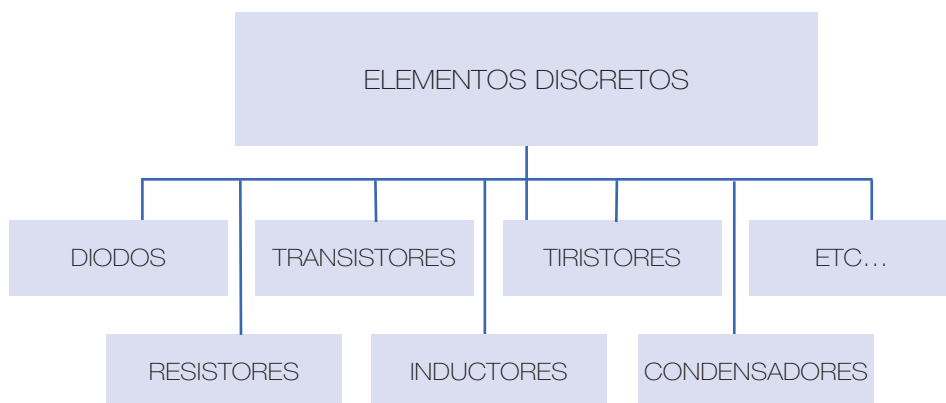 ELEMENTOS DISCRETOS
DIODOS
TRANSISTORES
TIRISTORES
ETC...
RESISTORES
INDUCTORES
CONDENSADORES